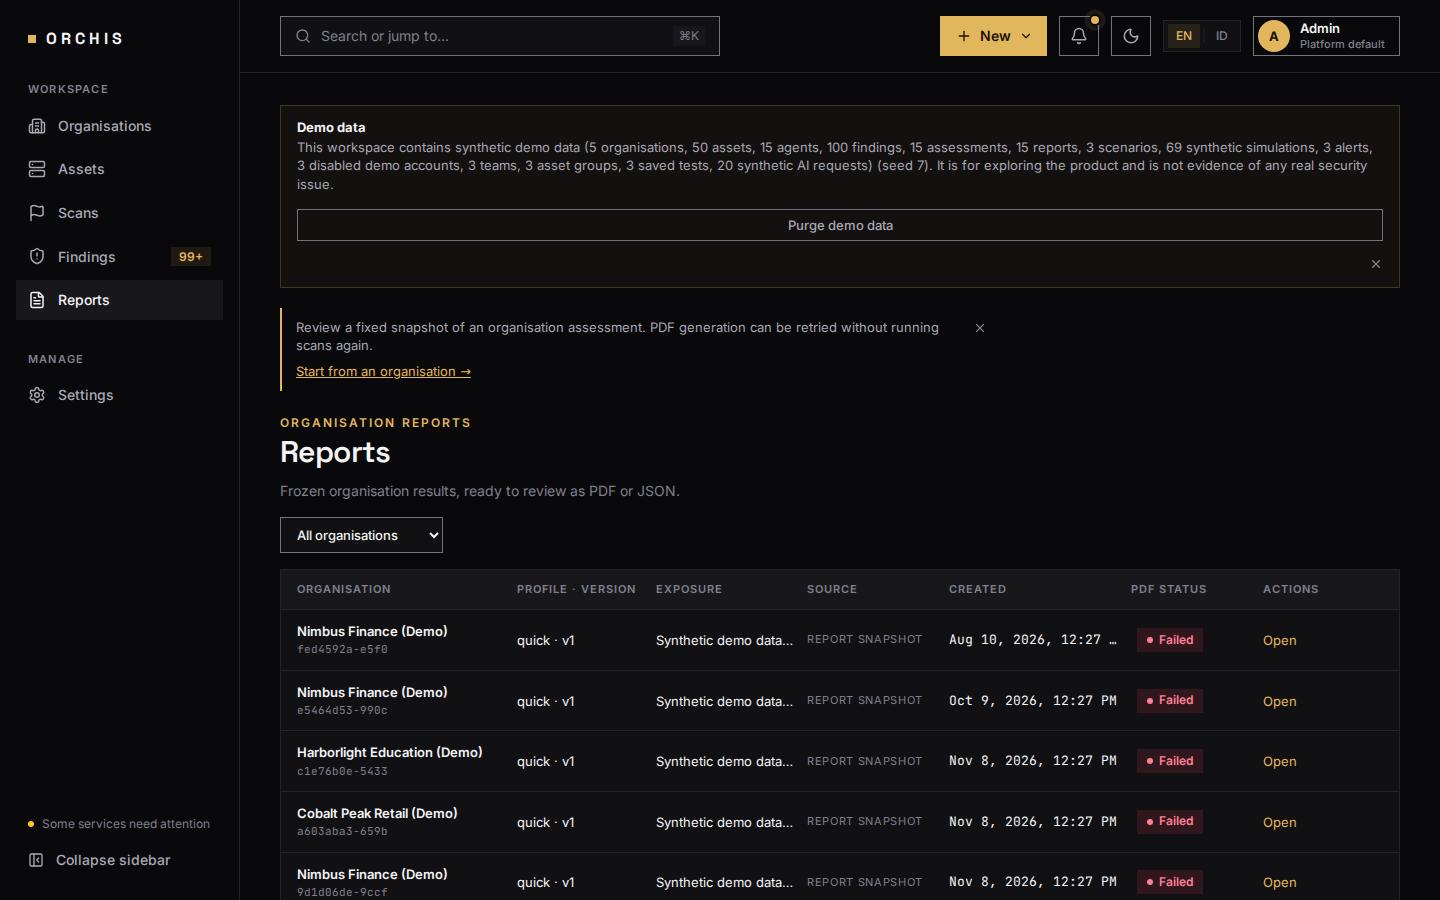 ORCHIS
Search or jump to...
⌘K
New
EN
ID
A
Admin
Platform default
WORKSPACE
Organisations
Assets
Scans
Findings
99+
Reports
MANAGE
Settings
Some services need attention
Collapse sidebar
Demo data
This workspace contains synthetic demo data (5 organisations, 50 assets, 15 agents, 100 findings, 15 assessments, 15 reports, 3 scenarios, 69 synthetic simulations, 3 alerts,
3 disabled demo accounts, 3 teams, 3 asset groups, 3 saved tests, 20 synthetic AI requests) (seed 7). It is for exploring the product and is not evidence of any real security
issue.
Purge demo data
Review a fixed snapshot of an organisation assessment. PDF generation can be retried without running
scans again.
Start from an organisation →
ORGANISATION REPORTS
Reports
Frozen organisation results, ready to review as PDF or JSON.
All organisations
ORGANISATION PROFILE · VERSION EXPOSURE SOURCE CREATED PDF STATUS ACTIONS
Nimbus Finance (Demo)
fed4592a-e5f0
quick · v1 Synthetic demo data... REPORT SNAPSHOT Aug 10, 2026, 12:27 … Failed Open
Nimbus Finance (Demo)
e5464d53-990c
quick · v1 Synthetic demo data... REPORT SNAPSHOT Oct 9, 2026, 12:27 PM Failed Open
Harborlight Education (Demo)
c1e76b0e-5433
quick · v1 Synthetic demo data... REPORT SNAPSHOT Nov 8, 2026, 12:27 PM Failed Open
Cobalt Peak Retail (Demo)
a603aba3-659b
quick · v1 Synthetic demo data... REPORT SNAPSHOT Nov 8, 2026, 12:27 PM Failed Open
Nimbus Finance (Demo)
9d1d06de-9ccf
quick · v1 Synthetic demo data... REPORT SNAPSHOT Nov 8, 2026, 12:27 PM Failed Open